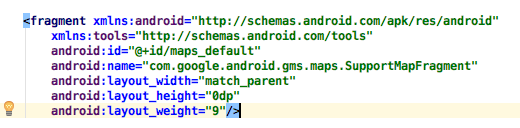 <fragment xmlns:android="http://schemas.android.com/apk/res/android"
xmlns:tools="http://schemas.android.com/tools"
android:id="@+id/maps_default"
android:name="com.google.android.gms.maps.SupportMapFragment"
android:layout_width="match_parent"
android:layout_height="0dp"
android:layout_weight="9"/>